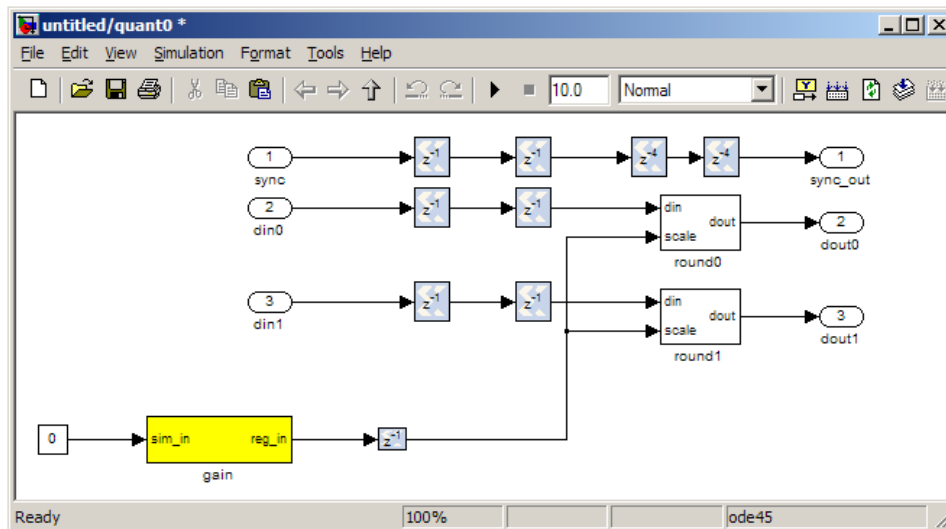 untitled/quant0 *
File Edit View Simulation Format Tools Help
10.0 Normal
1 z-1 z-1 z-4 z-4 1
sync sync_out
2 z-1 z-1 din dout 2
din0 scale dout0
round0
3 z-1 z-1 din dout 3
din1 scale dout1
round1
0 sim_in reg_in z-1
gain
Ready 100% ode45